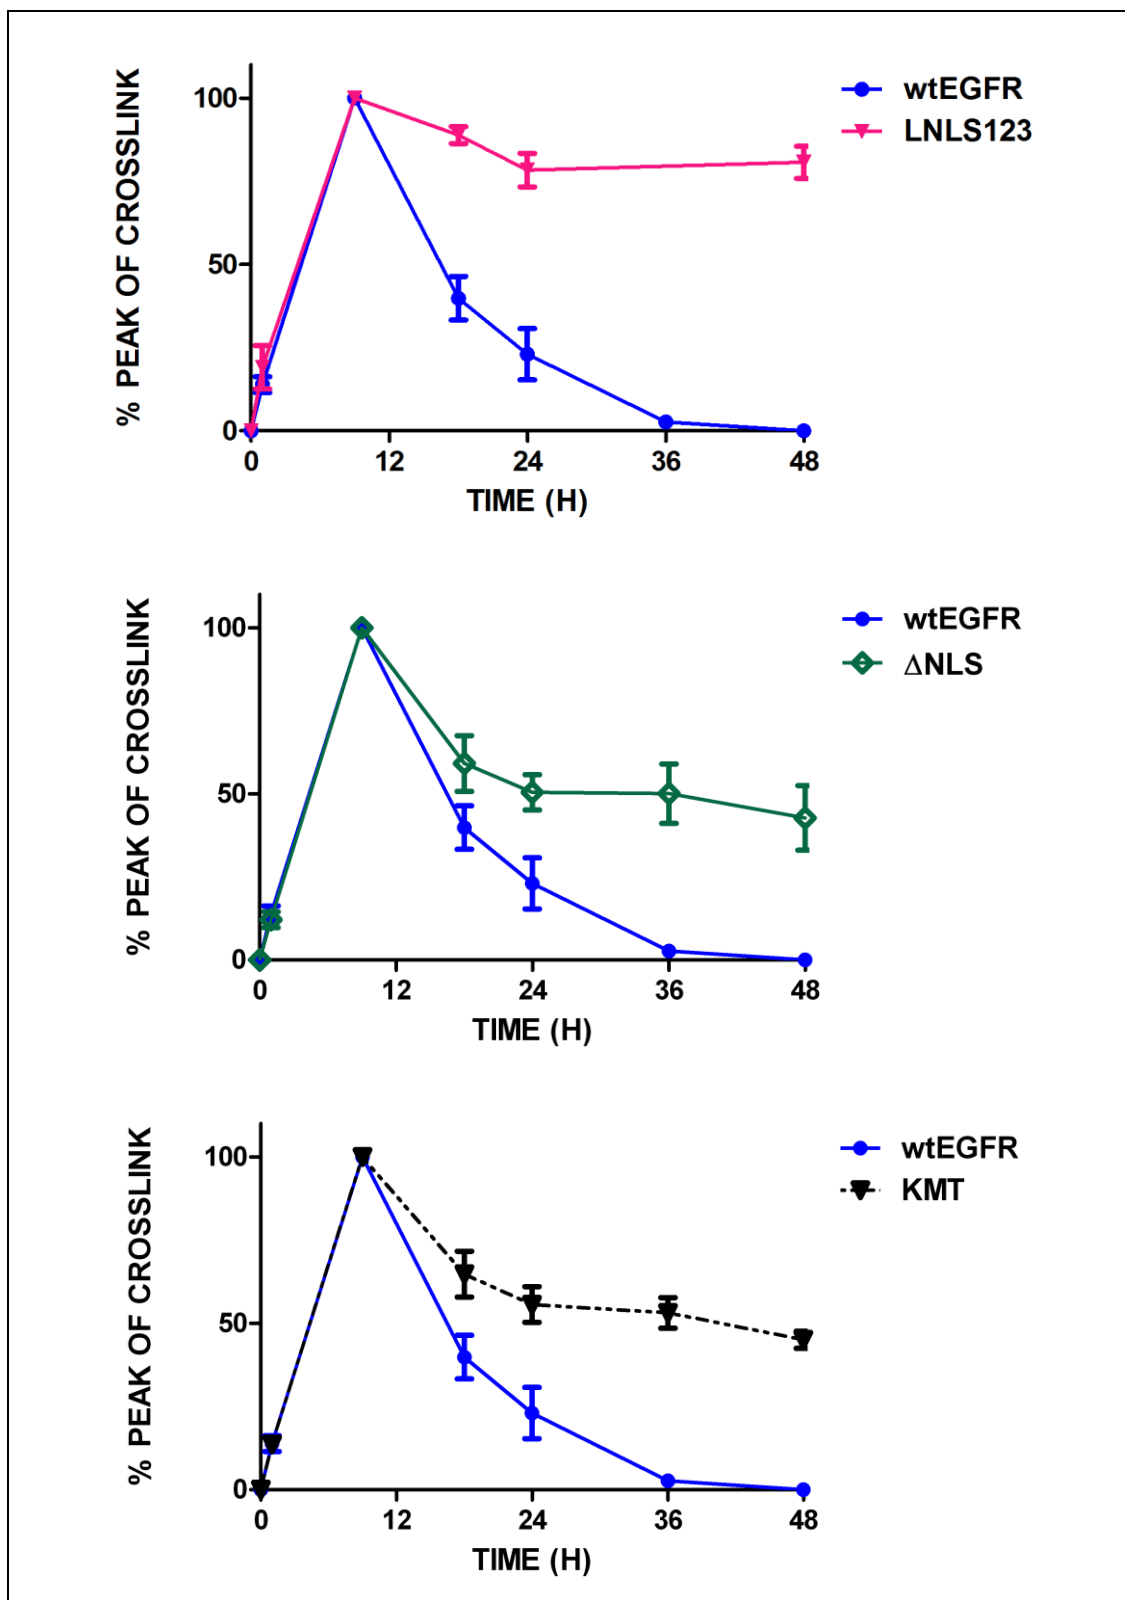 % PEAK OF CROSSLINK
100
50
0
0 12 24 36 48
TIME (H)
wtEGFR
LNLS123
% PEAK OF CROSSLINK
100
50
0
0 12 24 36 48
TIME (H)
wtEGFR
ΔNLS
% PEAK OF CROSSLINK
100
50
0
0 12 24 36 48
TIME (H)
wtEGFR
KMT